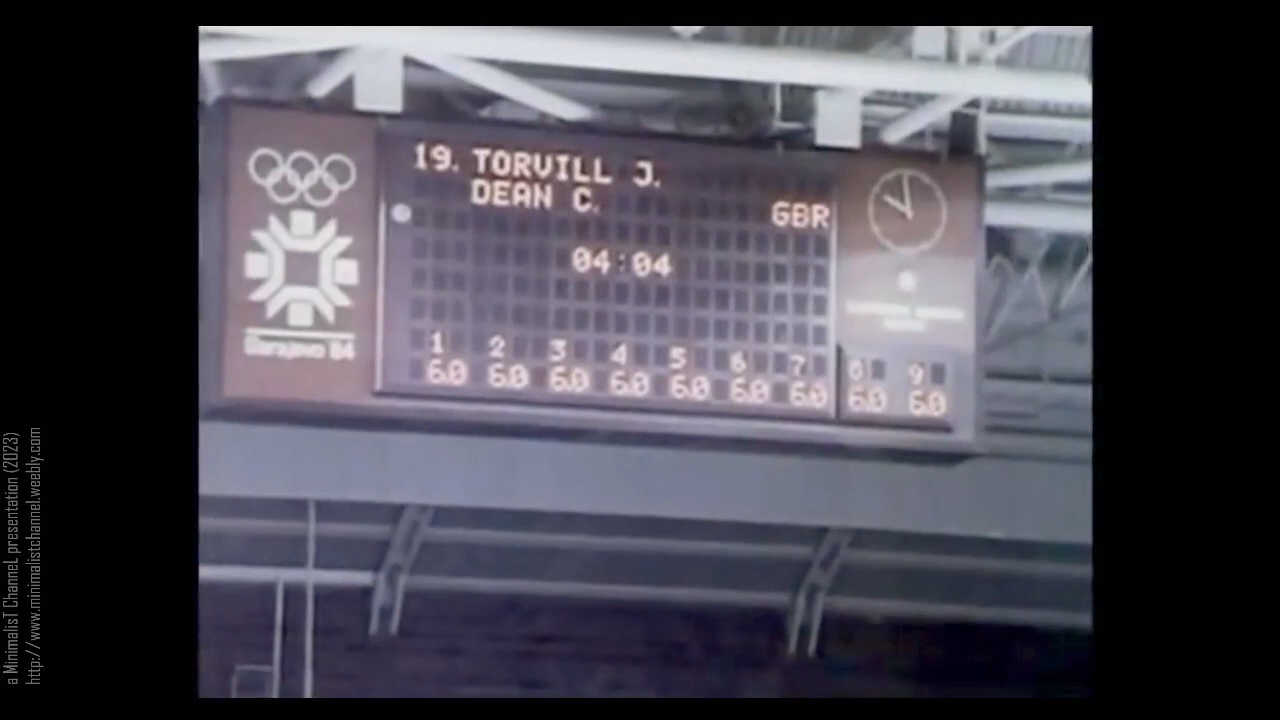 19. TORVILL J.
DEAN C.
GBR
04:04
Sarajevo 84
1 2 3 4 5 6 7 8 9
6.0 6.0 6.0 6.0 6.0 6.0 6.0 6.0 6.0
a MinimalisT ChanneL presentation (2023)
http://www.minimalistchannel.weebly.com